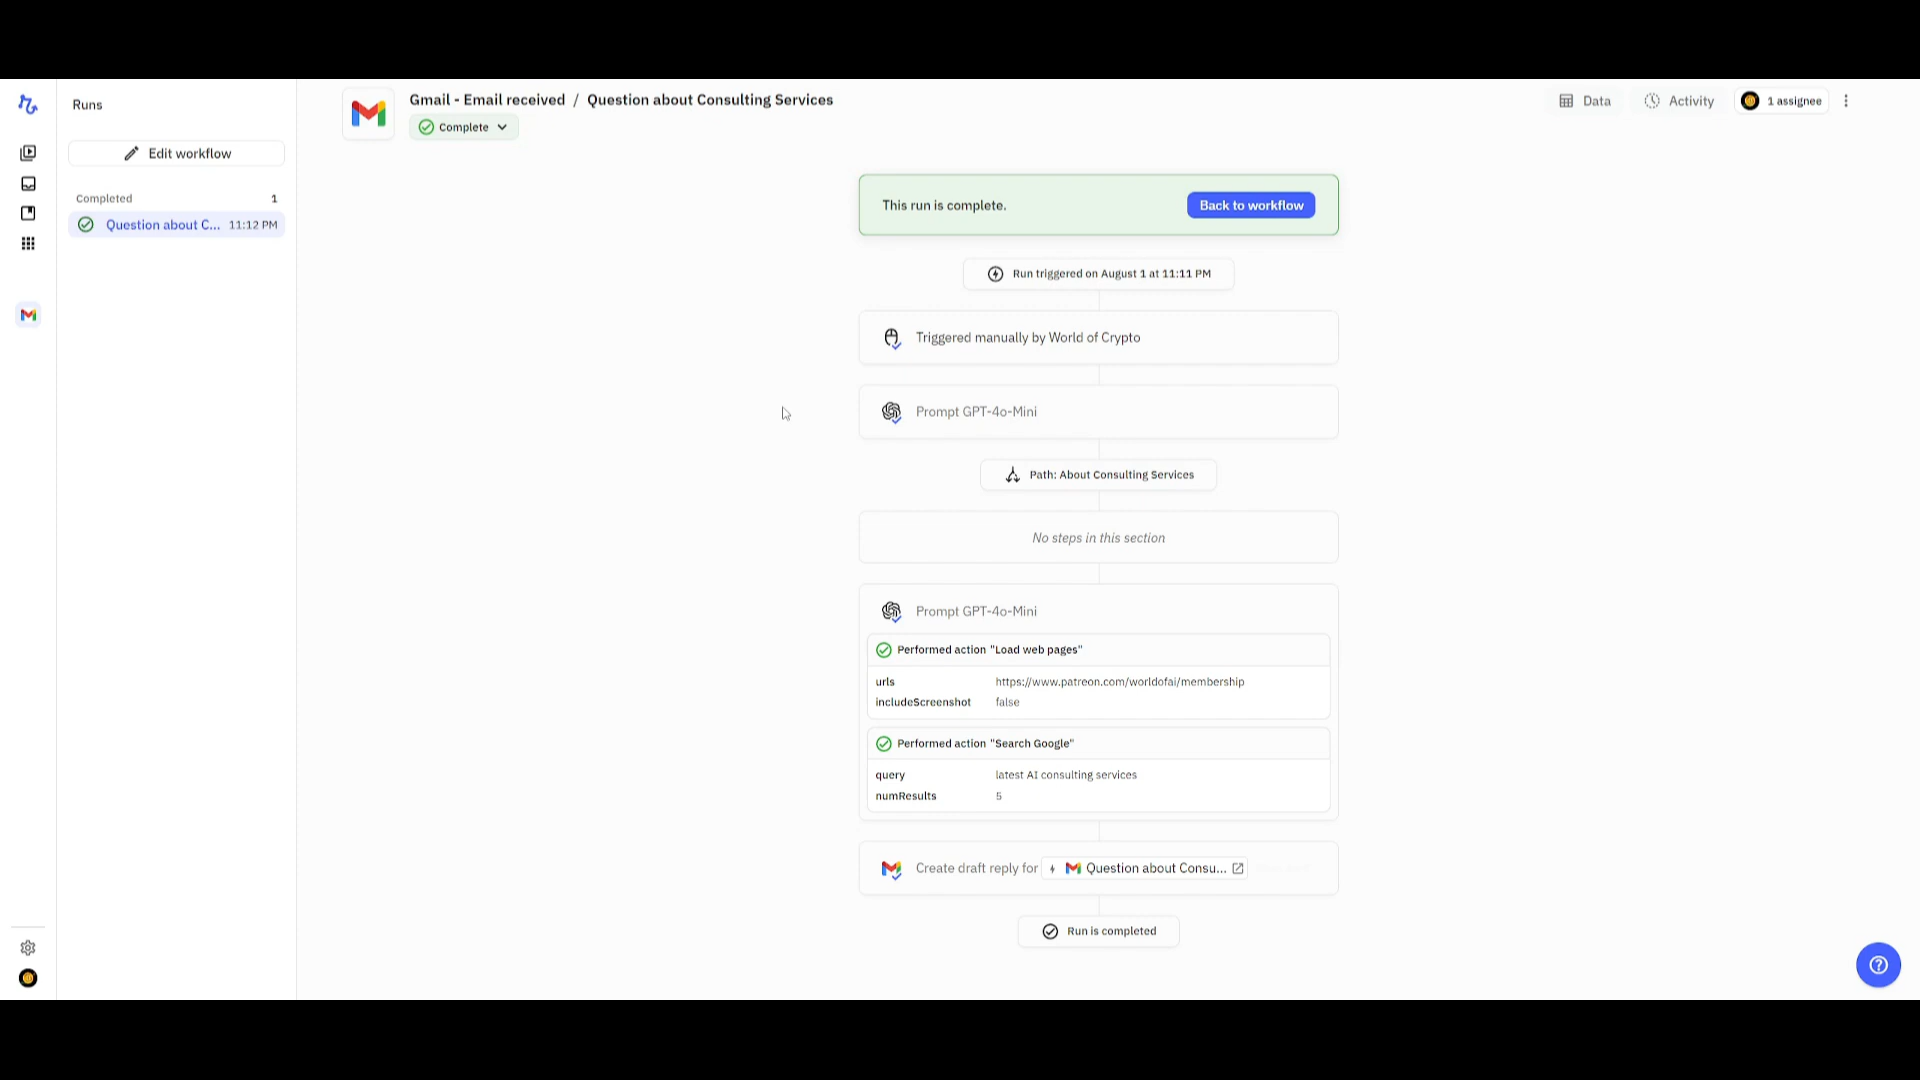 Runs
Edit workflow
Completed 1
Question about C... 11:12 PM
Gmail - Email received / Question about Consulting Services
Complete
Data
Activity
1 assignee
This run is complete.
Back to workflow
Run triggered on August 1 at 11:11 PM
Triggered manually by World of Crypto
Prompt GPT-4o-Mini
Path: About Consulting Services
No steps in this section
Prompt GPT-4o-Mini
Performed action "Load web pages"
urls https://www.patreon.com/worldofai/membership
includeScreenshot false
Performed action "Search Google"
query latest AI consulting services
numResults 5
Create draft reply for Question about Consu...
Run is completed